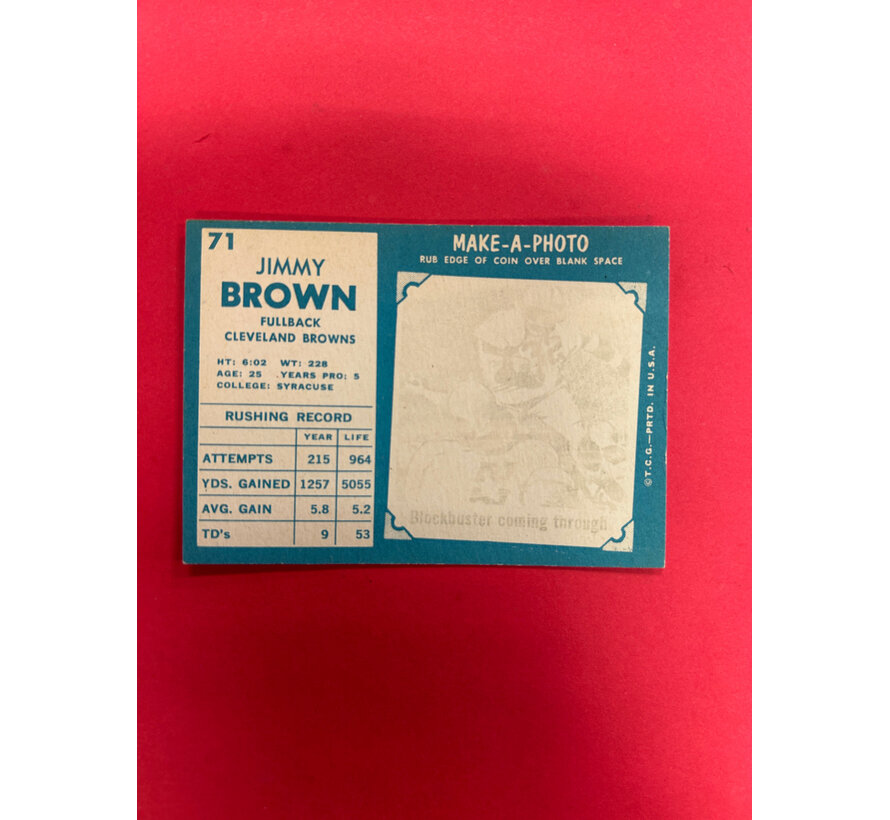 71
JIMMY
BROWN
FULLBACK
CLEVELAND BROWNS
HT: 6:02 WT: 228
AGE: 25 YEARS PRO: 5
COLLEGE: SYRACUSE
RUSHING RECORD
YEAR LIFE
ATTEMPTS 215 964
YDS. GAINED 1257 5055
AVG. GAIN 5.8 5.2
TD's 9 53
MAKE-A-PHOTO
RUB EDGE OF COIN OVER BLANK SPACE
Blockbuster coming through
©T.C.G.—PRTD. IN U.S.A.